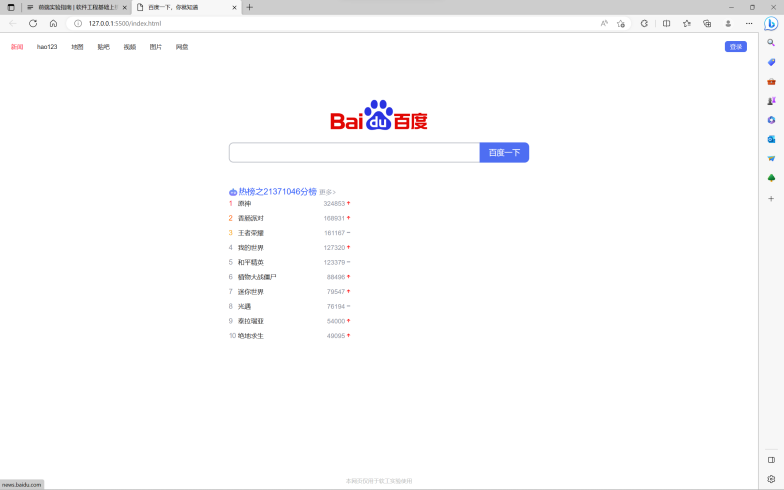 萌萌实验指南 | 软件工程基础上机
百度一下，你就知道
127.0.0.1:5500/index.html
新闻 hao123 地图 贴吧 视频 图片 网盘 登录
Bai du 百度
百度一下
热榜之21371046分榜 更多>
1 原神 324853
2 蛋仔派对 168931
3 王者荣耀 161167
4 我的世界 127320
5 和平精英 123379
6 植物大战僵尸 88496
7 迷你世界 79547
8 光遇 76194
9 泰拉瑞亚 54000
10 绝地求生 49095
本网页仅用于软工实验使用
news.baidu.com